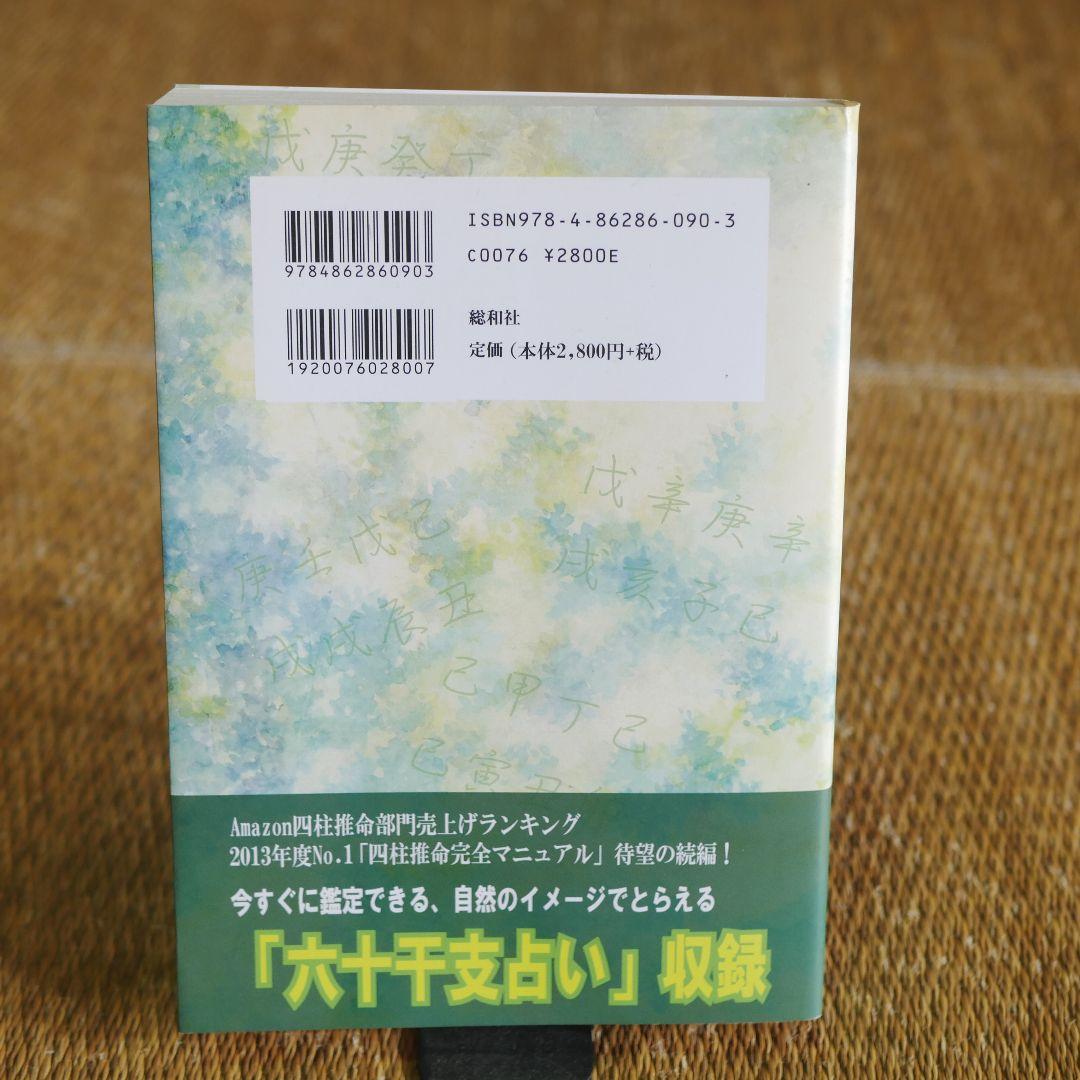 戊庚癸丁
ISBN978-4-86286-090-3
9784862860903
C0076 ¥2800E
総和社
1920076028007
定価(本体2,800円+税)
戊辛庚辛
戌亥子巳
庚壬戊己
戌戌辰丑
己甲丁己
巳寅丑
Amazon四柱推命部門売上げランキング
2013年度No.1「四柱推命完全マニュアル」待望の続編!
今すぐに鑑定できる、自然のイメージでとらえる
「六十干支占い」収録